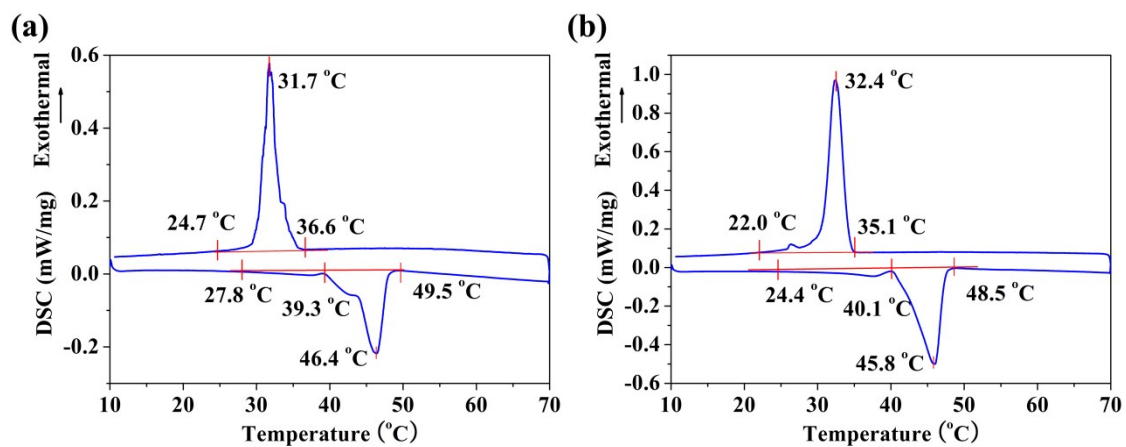 (a)
DSC (mW/mg) Exothermal
0.6
0.4
0.2
0.0
-0.2
31.7 °C
24.7 °C
36.6 °C
27.8 °C
39.3 °C
49.5 °C
46.4 °C
10 20 30 40 50 60 70
Temperature (°C)
(b)
DSC (mW/mg) Exothermal
1.0
0.8
0.6
0.4
0.2
0.0
-0.2
-0.4
-0.6
32.4 °C
22.0 °C
35.1 °C
24.4 °C
40.1 °C
48.5 °C
45.8 °C
10 20 30 40 50 60 70
Temperature (°C)